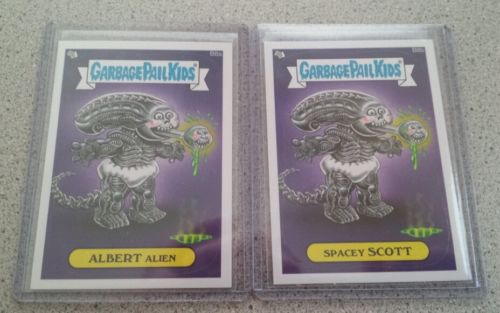 GARBAGE PAIL KIDS
ALBERT ALIEN
GARBAGE PAIL KIDS
SPACEY SCOTT